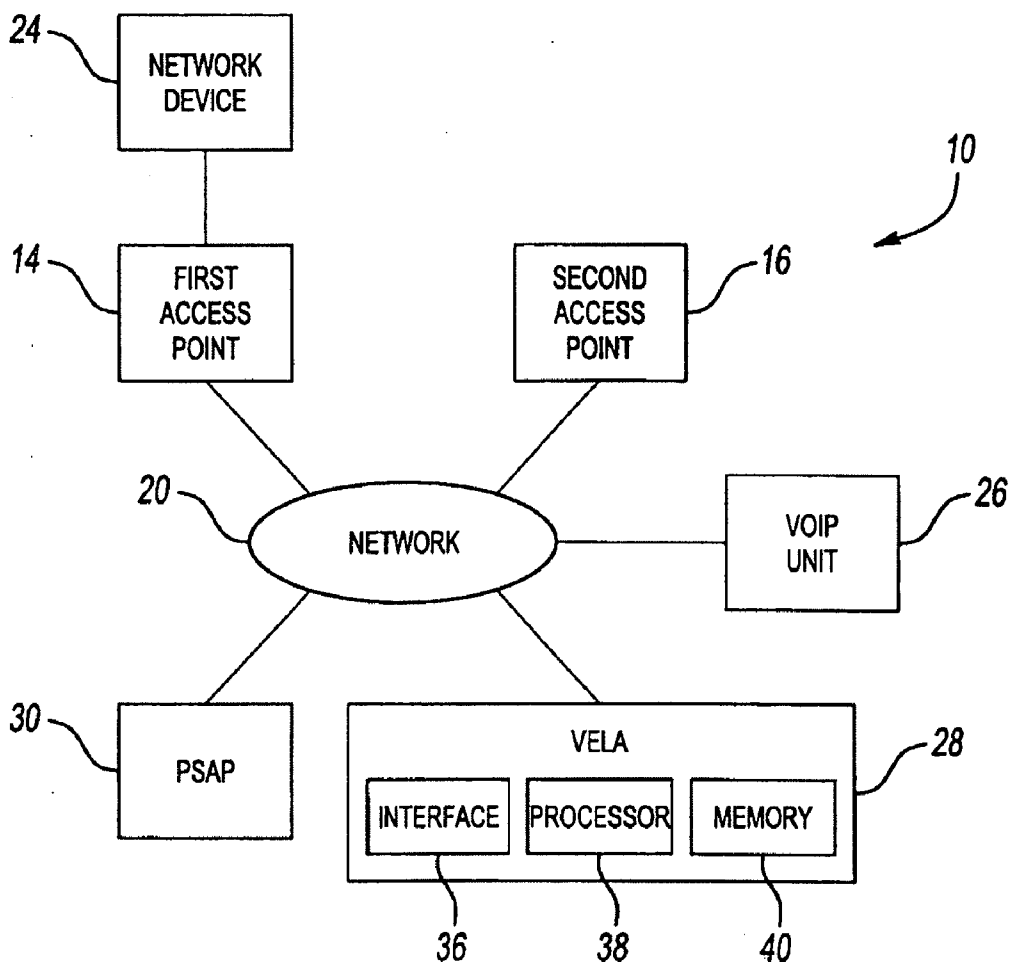 24
NETWORK
DEVICE
10
14
FIRST
ACCESS
POINT
SECOND
ACCESS
POINT
16
20
NETWORK
VOIP
UNIT
26
30
PSAP
VELA
28
INTERFACE
PROCESSOR
MEMORY
36
38
40